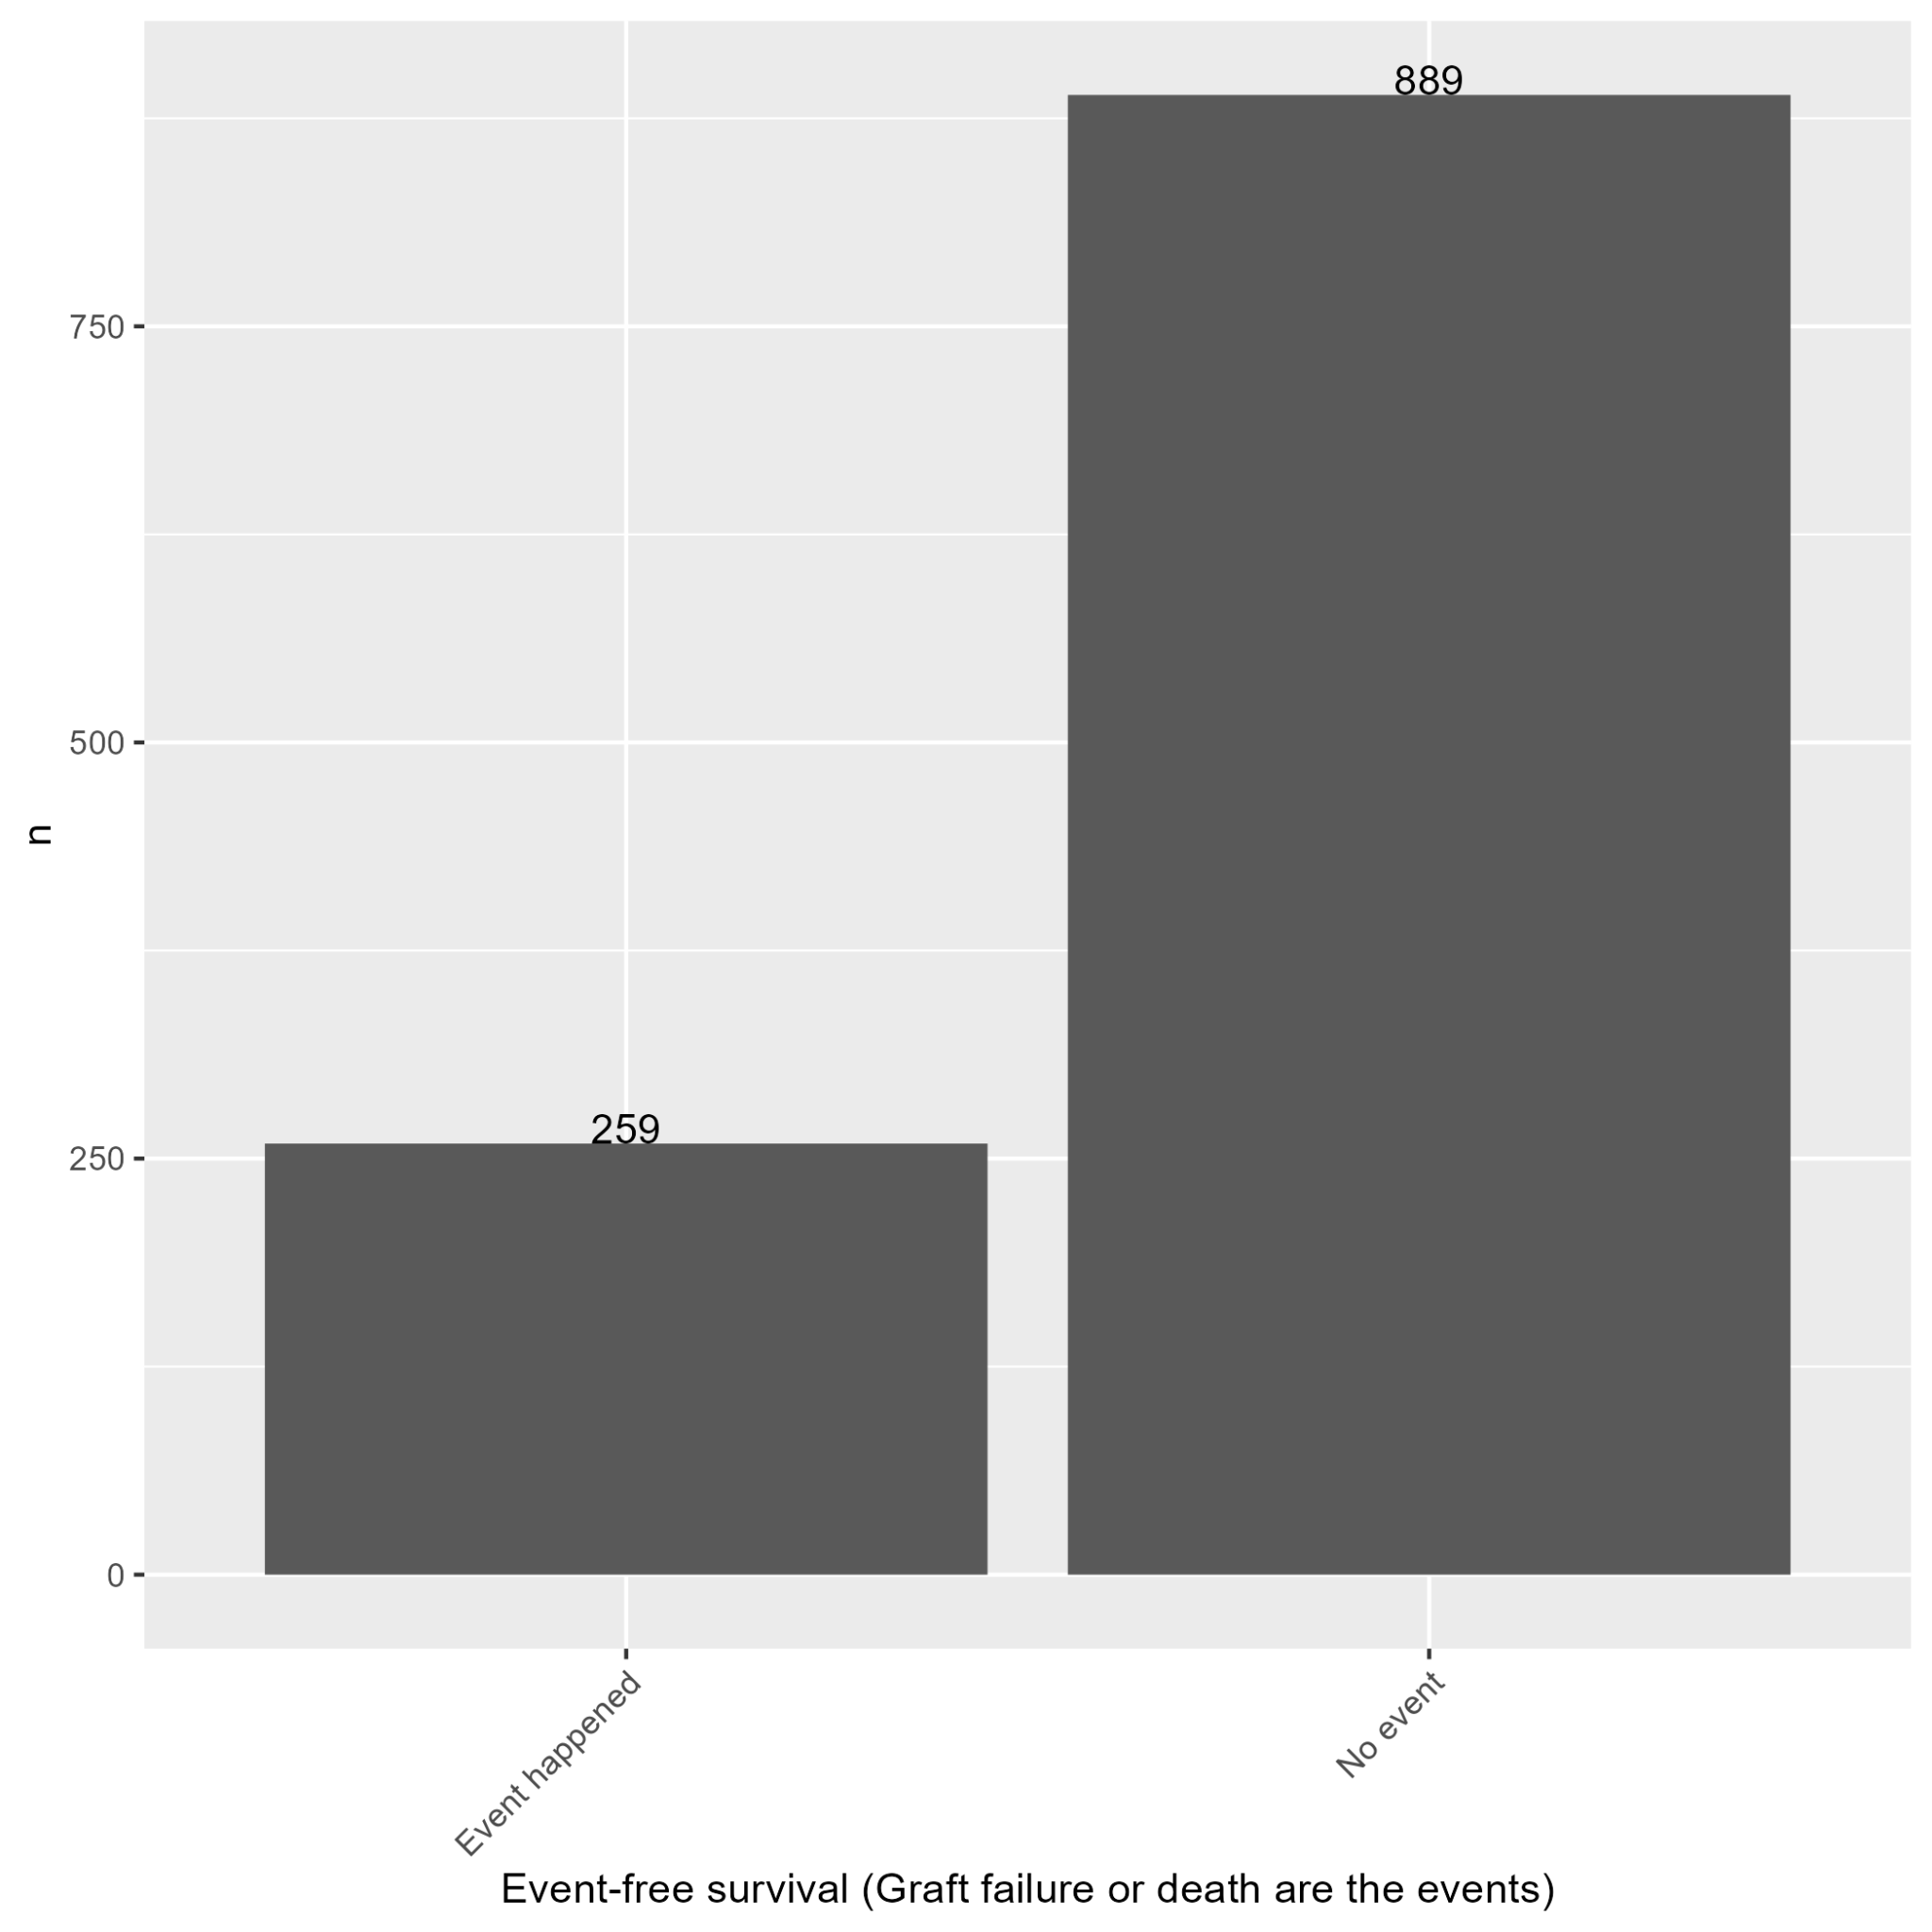 889
750
500
n
259
250
0
Event happened
No event
Event-free survival (Graft failure or death are the events)